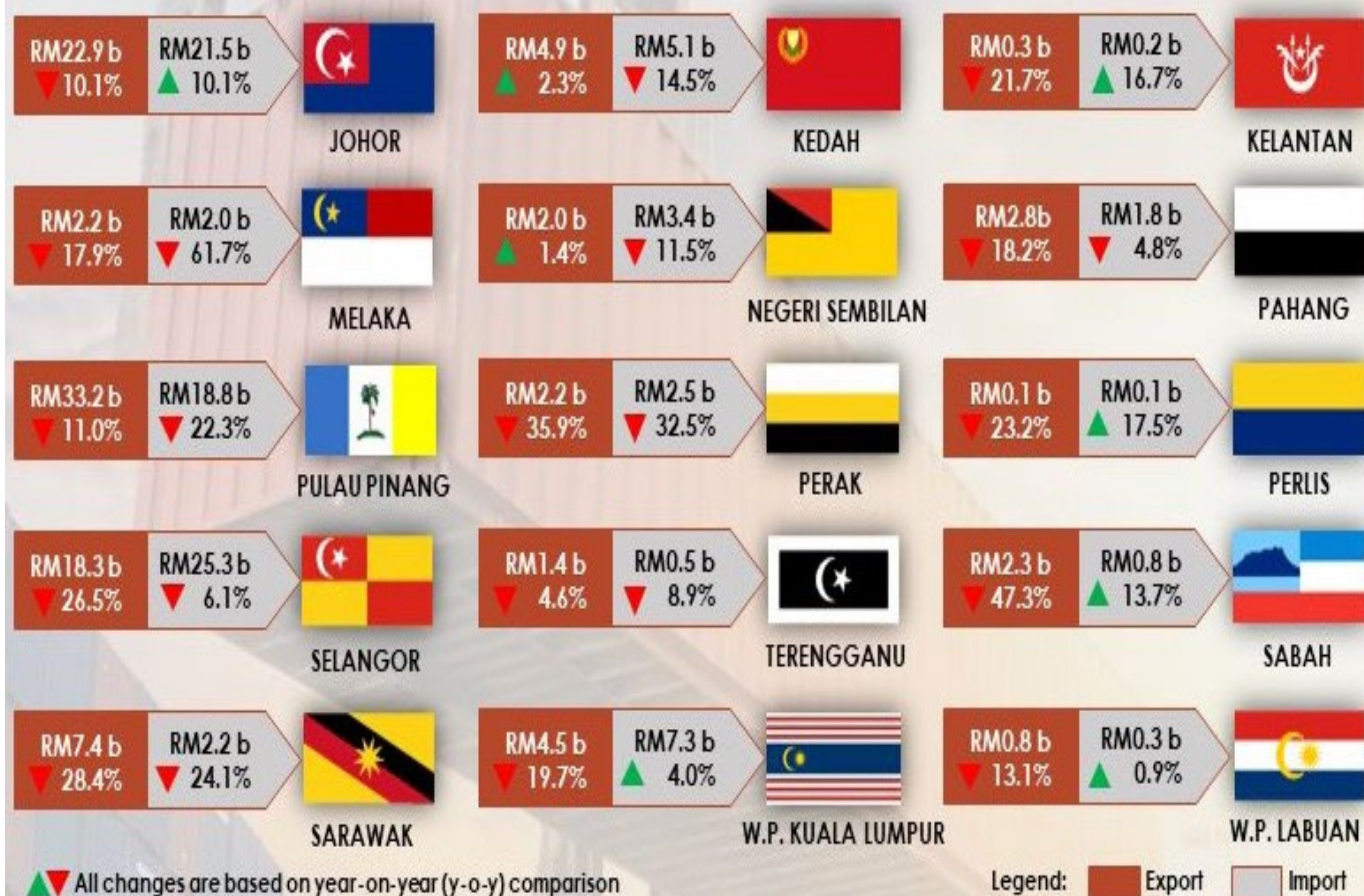 RM22.9 b
▼10.1%
RM21.5 b
▲ 10.1%
JOHOR
RM4.9 b
▲ 2.3%
RM5.1 b
▼ 14.5%
KEDAH
RM0.3 b
▼ 21.7%
RM0.2 b
▲ 16.7%
KELANTAN
RM2.2 b
▼ 17.9%
RM2.0 b
▼ 61.7%
MELAKA
RM2.0 b
▲ 1.4%
RM3.4 b
▼ 11.5%
NEGERI SEMBILAN
RM2.8b
▼ 18.2%
RM1.8 b
▼ 4.8%
PAHANG
RM33.2 b
▼ 11.0%
RM18.8 b
▼ 22.3%
PULAU PINANG
RM2.2 b
▼ 35.9%
RM2.5 b
▼ 32.5%
PERAK
RM0.1 b
▼ 23.2%
RM0.1 b
▲ 17.5%
PERLIS
RM18.3 b
▼ 26.5%
RM25.3 b
▼ 6.1%
SELANGOR
RM1.4 b
▼ 4.6%
RM0.5 b
▼ 8.9%
TERENGGANU
RM2.3 b
▼ 47.3%
RM0.8 b
▲ 13.7%
SABAH
RM7.4 b
▼ 28.4%
RM2.2 b
▼ 24.1%
SARAWAK
RM4.5 b
▼ 19.7%
RM7.3 b
▲ 4.0%
W.P. KUALA LUMPUR
RM0.8 b
▼ 13.1%
RM0.3 b
▲ 0.9%
W.P. LABUAN
▲▼ All changes are based on year-on-year (y-o-y) comparison
Legend: Export Import